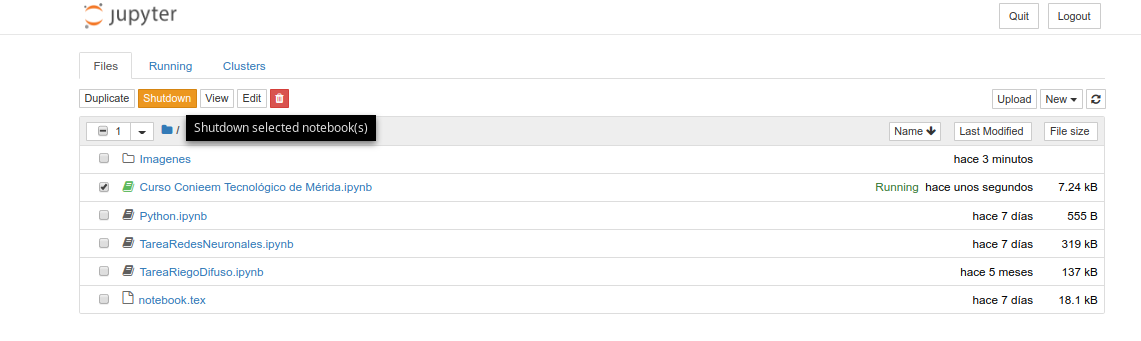 jupyter Quit Logout
Files Running Clusters
Duplicate Shutdown View Edit Upload New
Shutdown selected notebook(s)
1 / Name Last Modified File size
Imagenes hace 3 minutos
Curso Conieem Tecnológico de Mérida.ipynb Running hace unos segundos 7.24 kB
Python.ipynb hace 7 días 555 B
TareaRedesNeuronales.ipynb hace 7 días 319 kB
TareaRiegoDifuso.ipynb hace 5 meses 137 kB
notebook.tex hace 7 días 18.1 kB